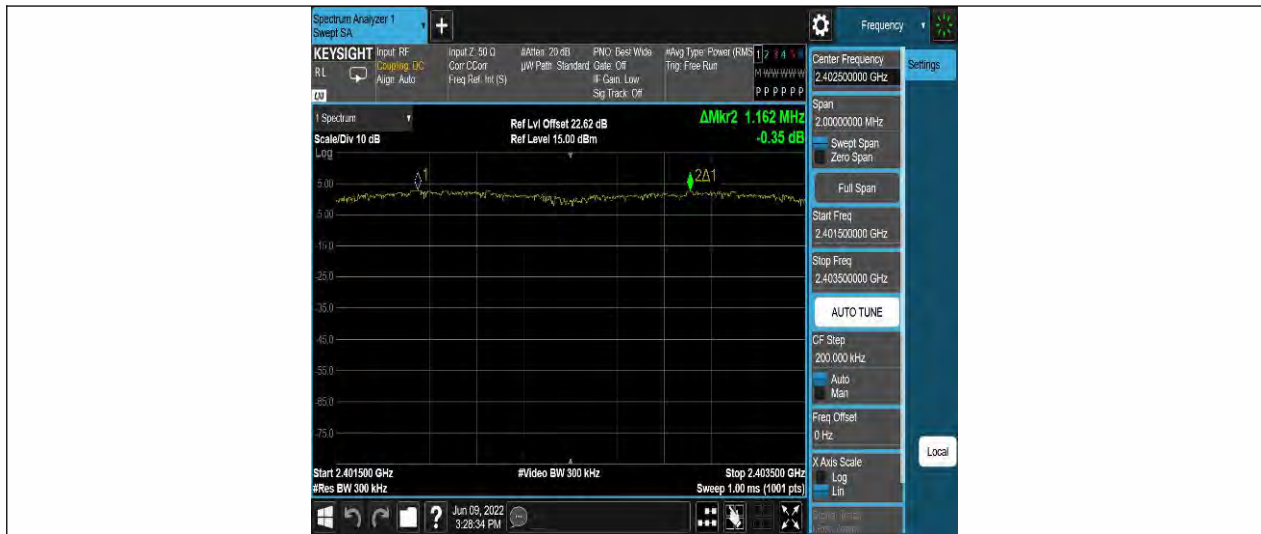 Spectrum Analyzer 1
Swept SA
Frequency
KEYSIGHT
RL
Input: RF
Coupling: DC
Align: Auto
Input Z: 50 Ω
Corr CCorr
Freq Ref: Int (S)
#Atten: 20 dB
µW Path: Standard
PNO: Best Wide
Gate: Off
IF Gain: Low
Sig Track: Off
#Avg Type: Power (RMS
Trig: Free Run
1 2 3 4 5 6
M W W W W W
P P P P P P
1 Spectrum
Scale/Div 10 dB
Ref Lvl Offset 22.62 dB
Ref Level 15.00 dBm
ΔMkr2 1.162 MHz
-0.35 dB
Log
1
2Δ1
5.00
-5.00
-15.0
-25.0
-35.0
-45.0
-55.0
-65.0
-75.0
Start 2.401500 GHz
#Res BW 300 kHz
#Video BW 300 kHz
Stop 2.403500 GHz
Sweep 1.00 ms (1001 pts)
Center Frequency
2.402500000 GHz
Settings
Span
2.00000000 MHz
Swept Span
Zero Span
Full Span
Start Freq
2.401500000 GHz
Stop Freq
2.403500000 GHz
AUTO TUNE
CF Step
200.000 kHz
Auto
Man
Freq Offset
0 Hz
X Axis Scale
Log
Lin
Local
?
Jun 09, 2022
3:28:34 PM